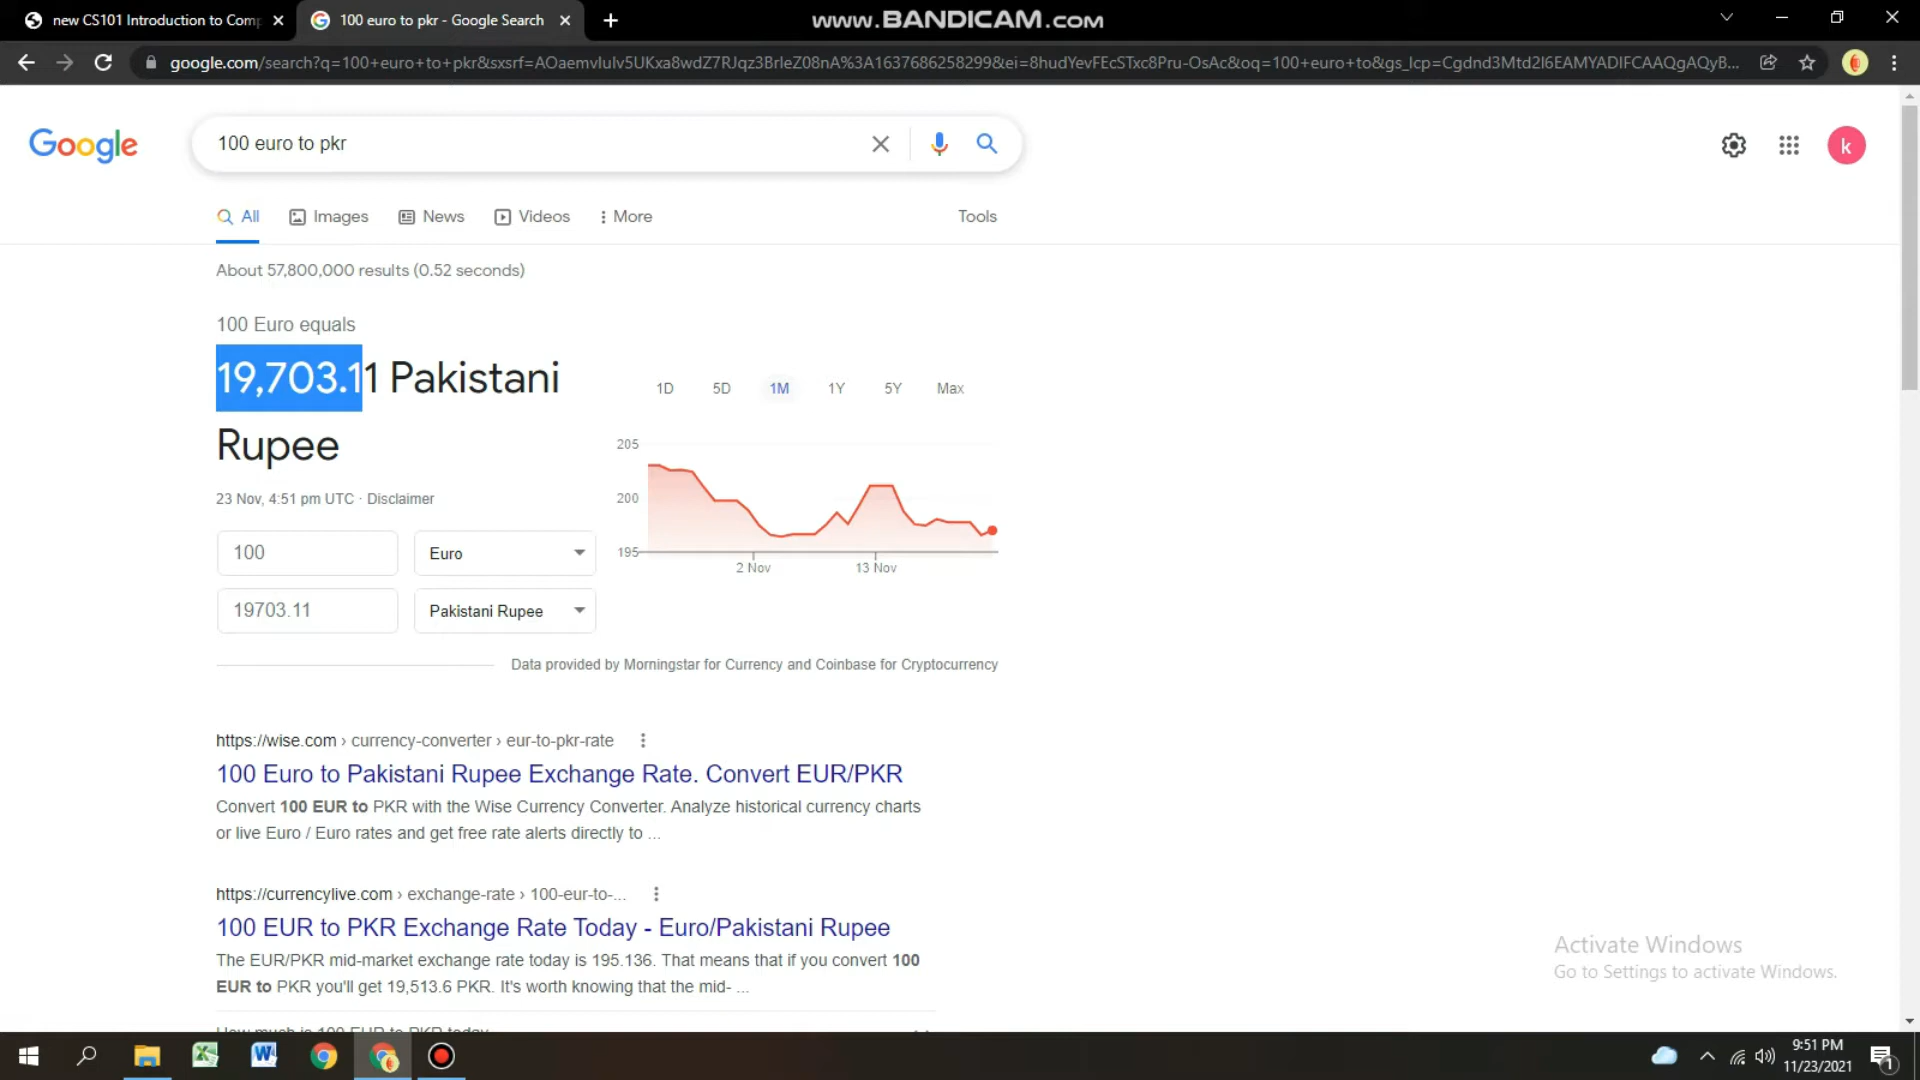 new CS101 Introduction to Comp
100 euro to pkr - Google Search
www.BANDICAM.com
google.com/search?q=100+euro+to+pkr&sxsrf=AOaemvIuIv5UKxa8wdZ7RJqz3BrIeZ08nA%3A1637686258299&ei=8hudYevFEcSTxc8Pru-OsAc&oq=100+euro+to&gs_lcp=Cgdnd3Mtd2l6EAMYADIFCAAQgAQyB...
Google
100 euro to pkr
k
All
Images
News
Videos
More
Tools
About 57,800,000 results (0.52 seconds)
100 Euro equals
19,703.11 Pakistani
Rupee
23 Nov, 4:51 pm UTC · Disclaimer
1D 5D 1M 1Y 5Y Max
205
200
195
2 Nov 13 Nov
100
Euro
19703.11
Pakistani Rupee
Data provided by Morningstar for Currency and Coinbase for Cryptocurrency
https://wise.com › currency-converter › eur-to-pkr-rate
100 Euro to Pakistani Rupee Exchange Rate. Convert EUR/PKR
Convert 100 EUR to PKR with the Wise Currency Converter. Analyze historical currency charts
or live Euro / Euro rates and get free rate alerts directly to ...
https://currencylive.com › exchange-rate › 100-eur-to-...
100 EUR to PKR Exchange Rate Today - Euro/Pakistani Rupee
The EUR/PKR mid-market exchange rate today is 195.136. That means that if you convert 100
EUR to PKR you'll get 19,513.6 PKR. It's worth knowing that the mid- ...
How much is 100 EUR to PKR today
Activate Windows
Go to Settings to activate Windows.
9:51 PM
11/23/2021
1